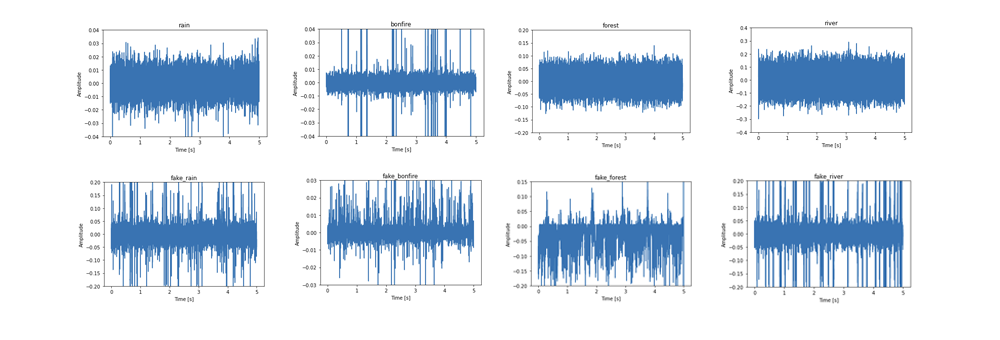 rain
0.04
0.03
0.02
0.01
0.00
−0.01
−0.02
−0.03
−0.04
Amplitude
0 1 2 3 4 5
Time [s]
bonfire
0.04
0.03
0.02
0.01
0.00
−0.01
−0.02
−0.03
−0.04
Amplitude
0 1 2 3 4 5
Time [s]
forest
0.20
0.15
0.10
0.05
0.00
−0.05
−0.10
−0.15
−0.20
Amplitude
0 1 2 3 4 5
Time [s]
river
0.4
0.3
0.2
0.1
0.0
−0.1
−0.2
−0.3
−0.4
Amplitude
0 1 2 3 4 5
Time [s]
fake_rain
0.20
0.15
0.10
0.05
0.00
−0.05
−0.10
−0.15
−0.20
Amplitude
0 1 2 3 4 5
Time [s]
fake_bonfire
0.03
0.02
0.01
0.00
−0.01
−0.02
−0.03
Amplitude
0 1 2 3 4 5
Time [s]
fake_forest
0.15
0.10
0.05
0.00
−0.05
−0.10
−0.15
−0.20
Amplitude
0 1 2 3 4 5
Time [s]
fake_river
0.20
0.15
0.10
0.05
0.00
−0.05
−0.10
−0.15
−0.20
Amplitude
0 1 2 3 4 5
Time [s]